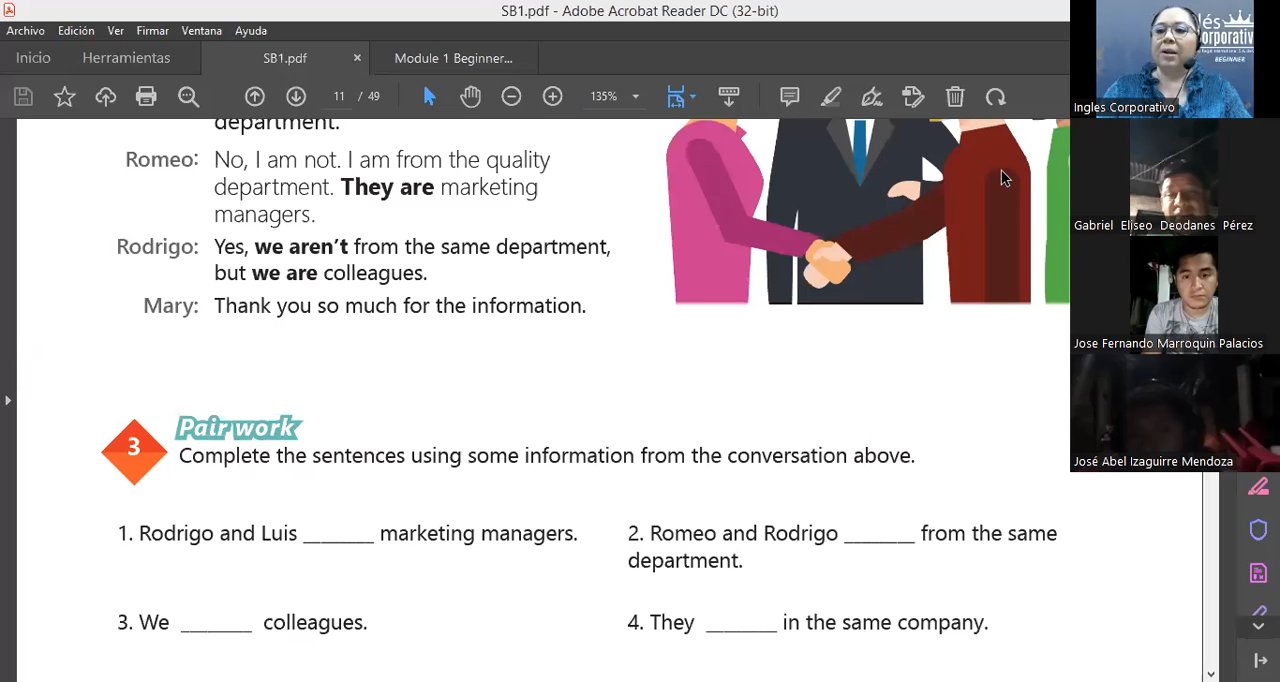 SB1.pdf - Adobe Acrobat Reader DC (32-bit)
Archivo Edición Ver Firmar Ventana Ayuda
Inicio Herramientas SB1.pdf × Module 1 Beginner...
11 / 49 135%
department.
Romeo: No, I am not. I am from the quality
department. They are marketing
managers.
Rodrigo: Yes, we aren't from the same department,
but we are colleagues.
Mary: Thank you so much for the information.
3 Pair work
Complete the sentences using some information from the conversation above.
1. Rodrigo and Luis _______ marketing managers.
2. Romeo and Rodrigo _______ from the same
department.
3. We _______ colleagues.
4. They _______ in the same company.
lés
orporativ
BEGINNER
Ingles Corporativo
Gabriel Eliseo Deodanes Pérez
Jose Fernando Marroquin Palacios
José Abel Izaguirre Mendoza